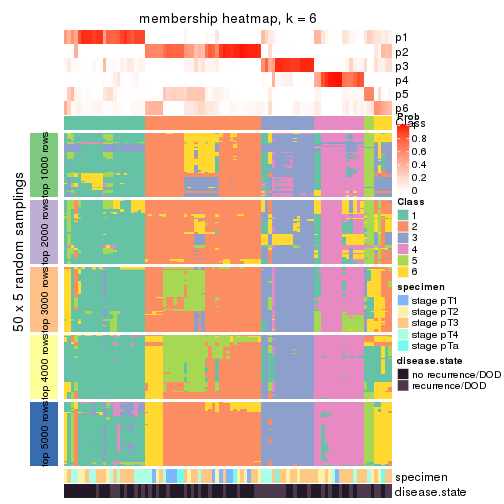 membership heatmap, k = 6
p1
p2
p3
p4
p5
p6
Class
Prob
1
0.8
0.6
0.4
0.2
0
Class
1
2
3
4
5
6
specimen
stage pT1
stage pT2
stage pT3
stage pT4
stage pTa
disease.state
no recurrence/DOD
recurrence/DOD
50 x 5 random samplings
top 1000 rows
top 2000 rows
top 3000 rows
top 4000 rows
top 5000 rows
specimen
disease.state